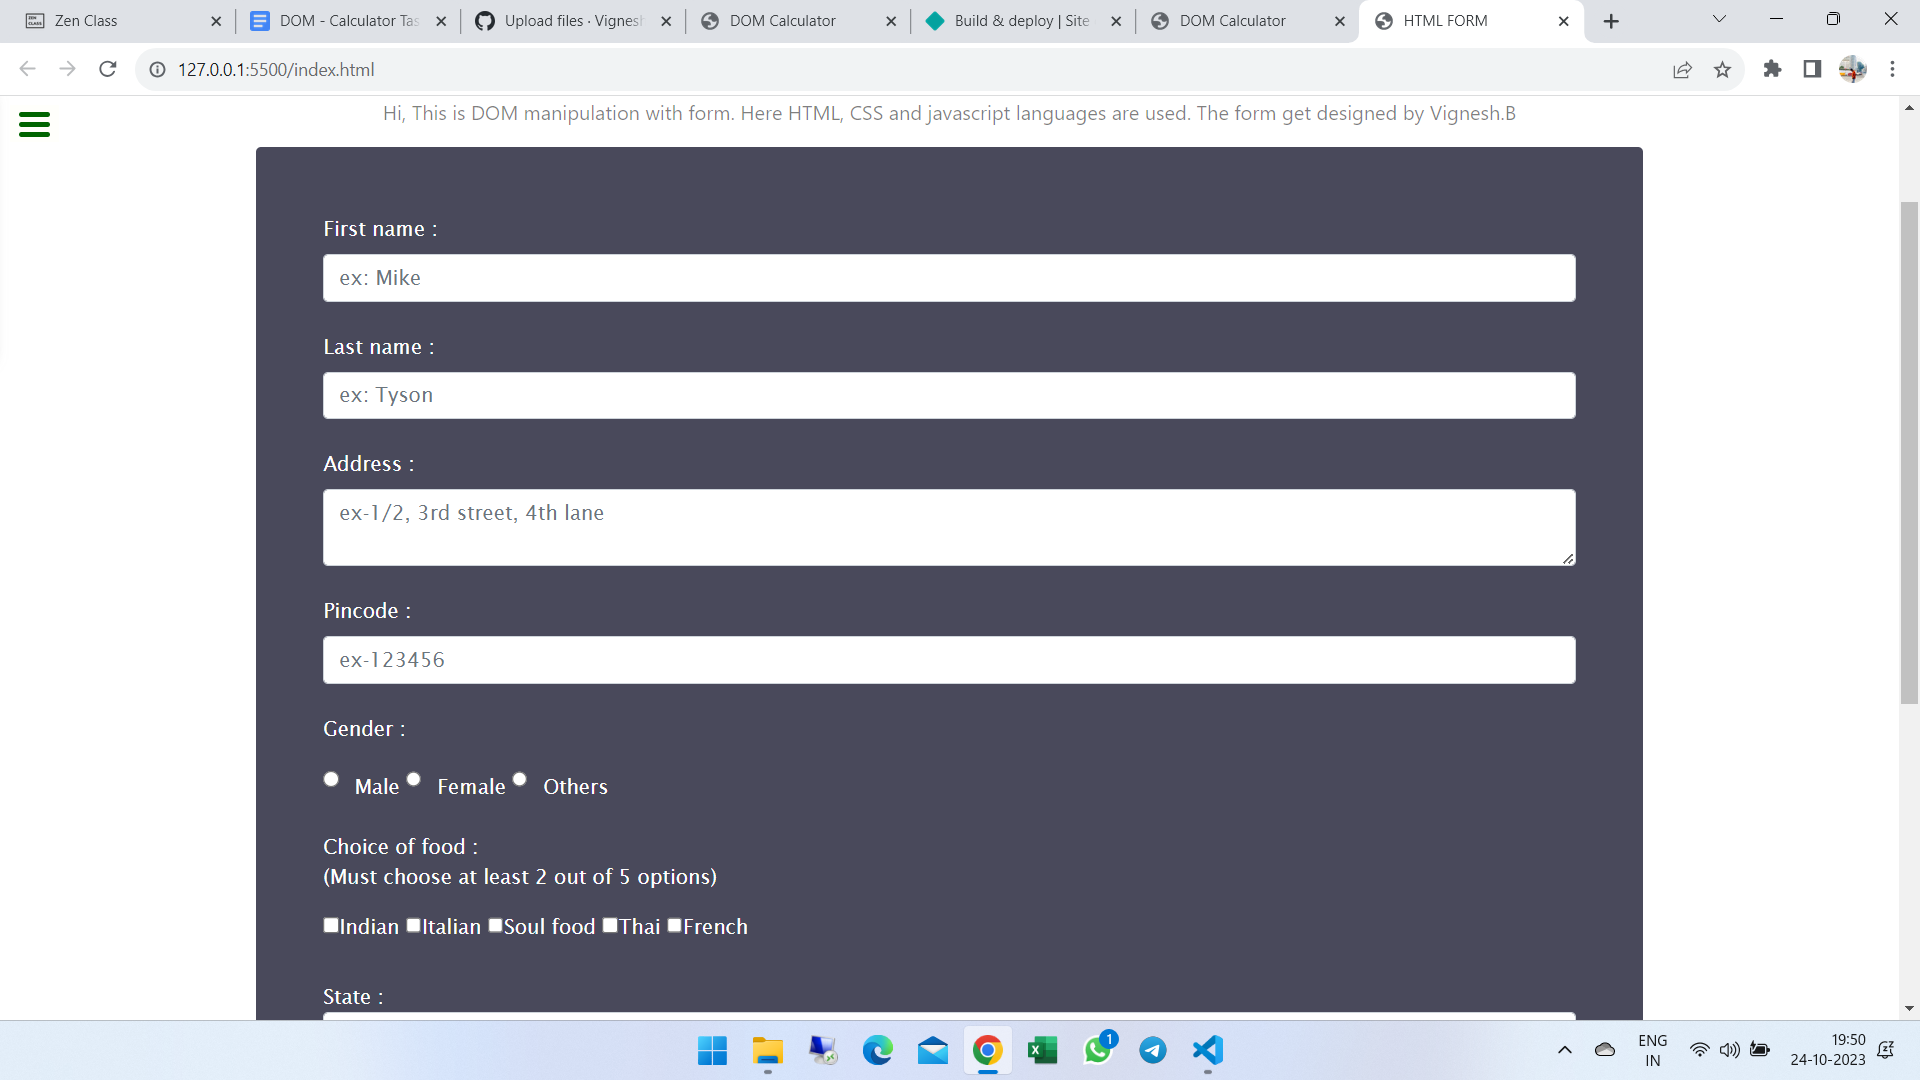 Zen Class
DOM - Calculator Tas
Upload files · Vignesh
DOM Calculator
Build & deploy | Site
DOM Calculator
HTML FORM
127.0.0.1:5500/index.html
Hi, This is DOM manipulation with form. Here HTML, CSS and javascript languages are used. The form get designed by Vignesh.B
First name :
ex: Mike
Last name :
ex: Tyson
Address :
ex-1/2, 3rd street, 4th lane
Pincode :
ex-123456
Gender :
Male Female Others
Choice of food :
(Must choose at least 2 out of 5 options)
Indian Italian Soul food Thai French
State :
1
ENG
IN
19:50
24-10-2023